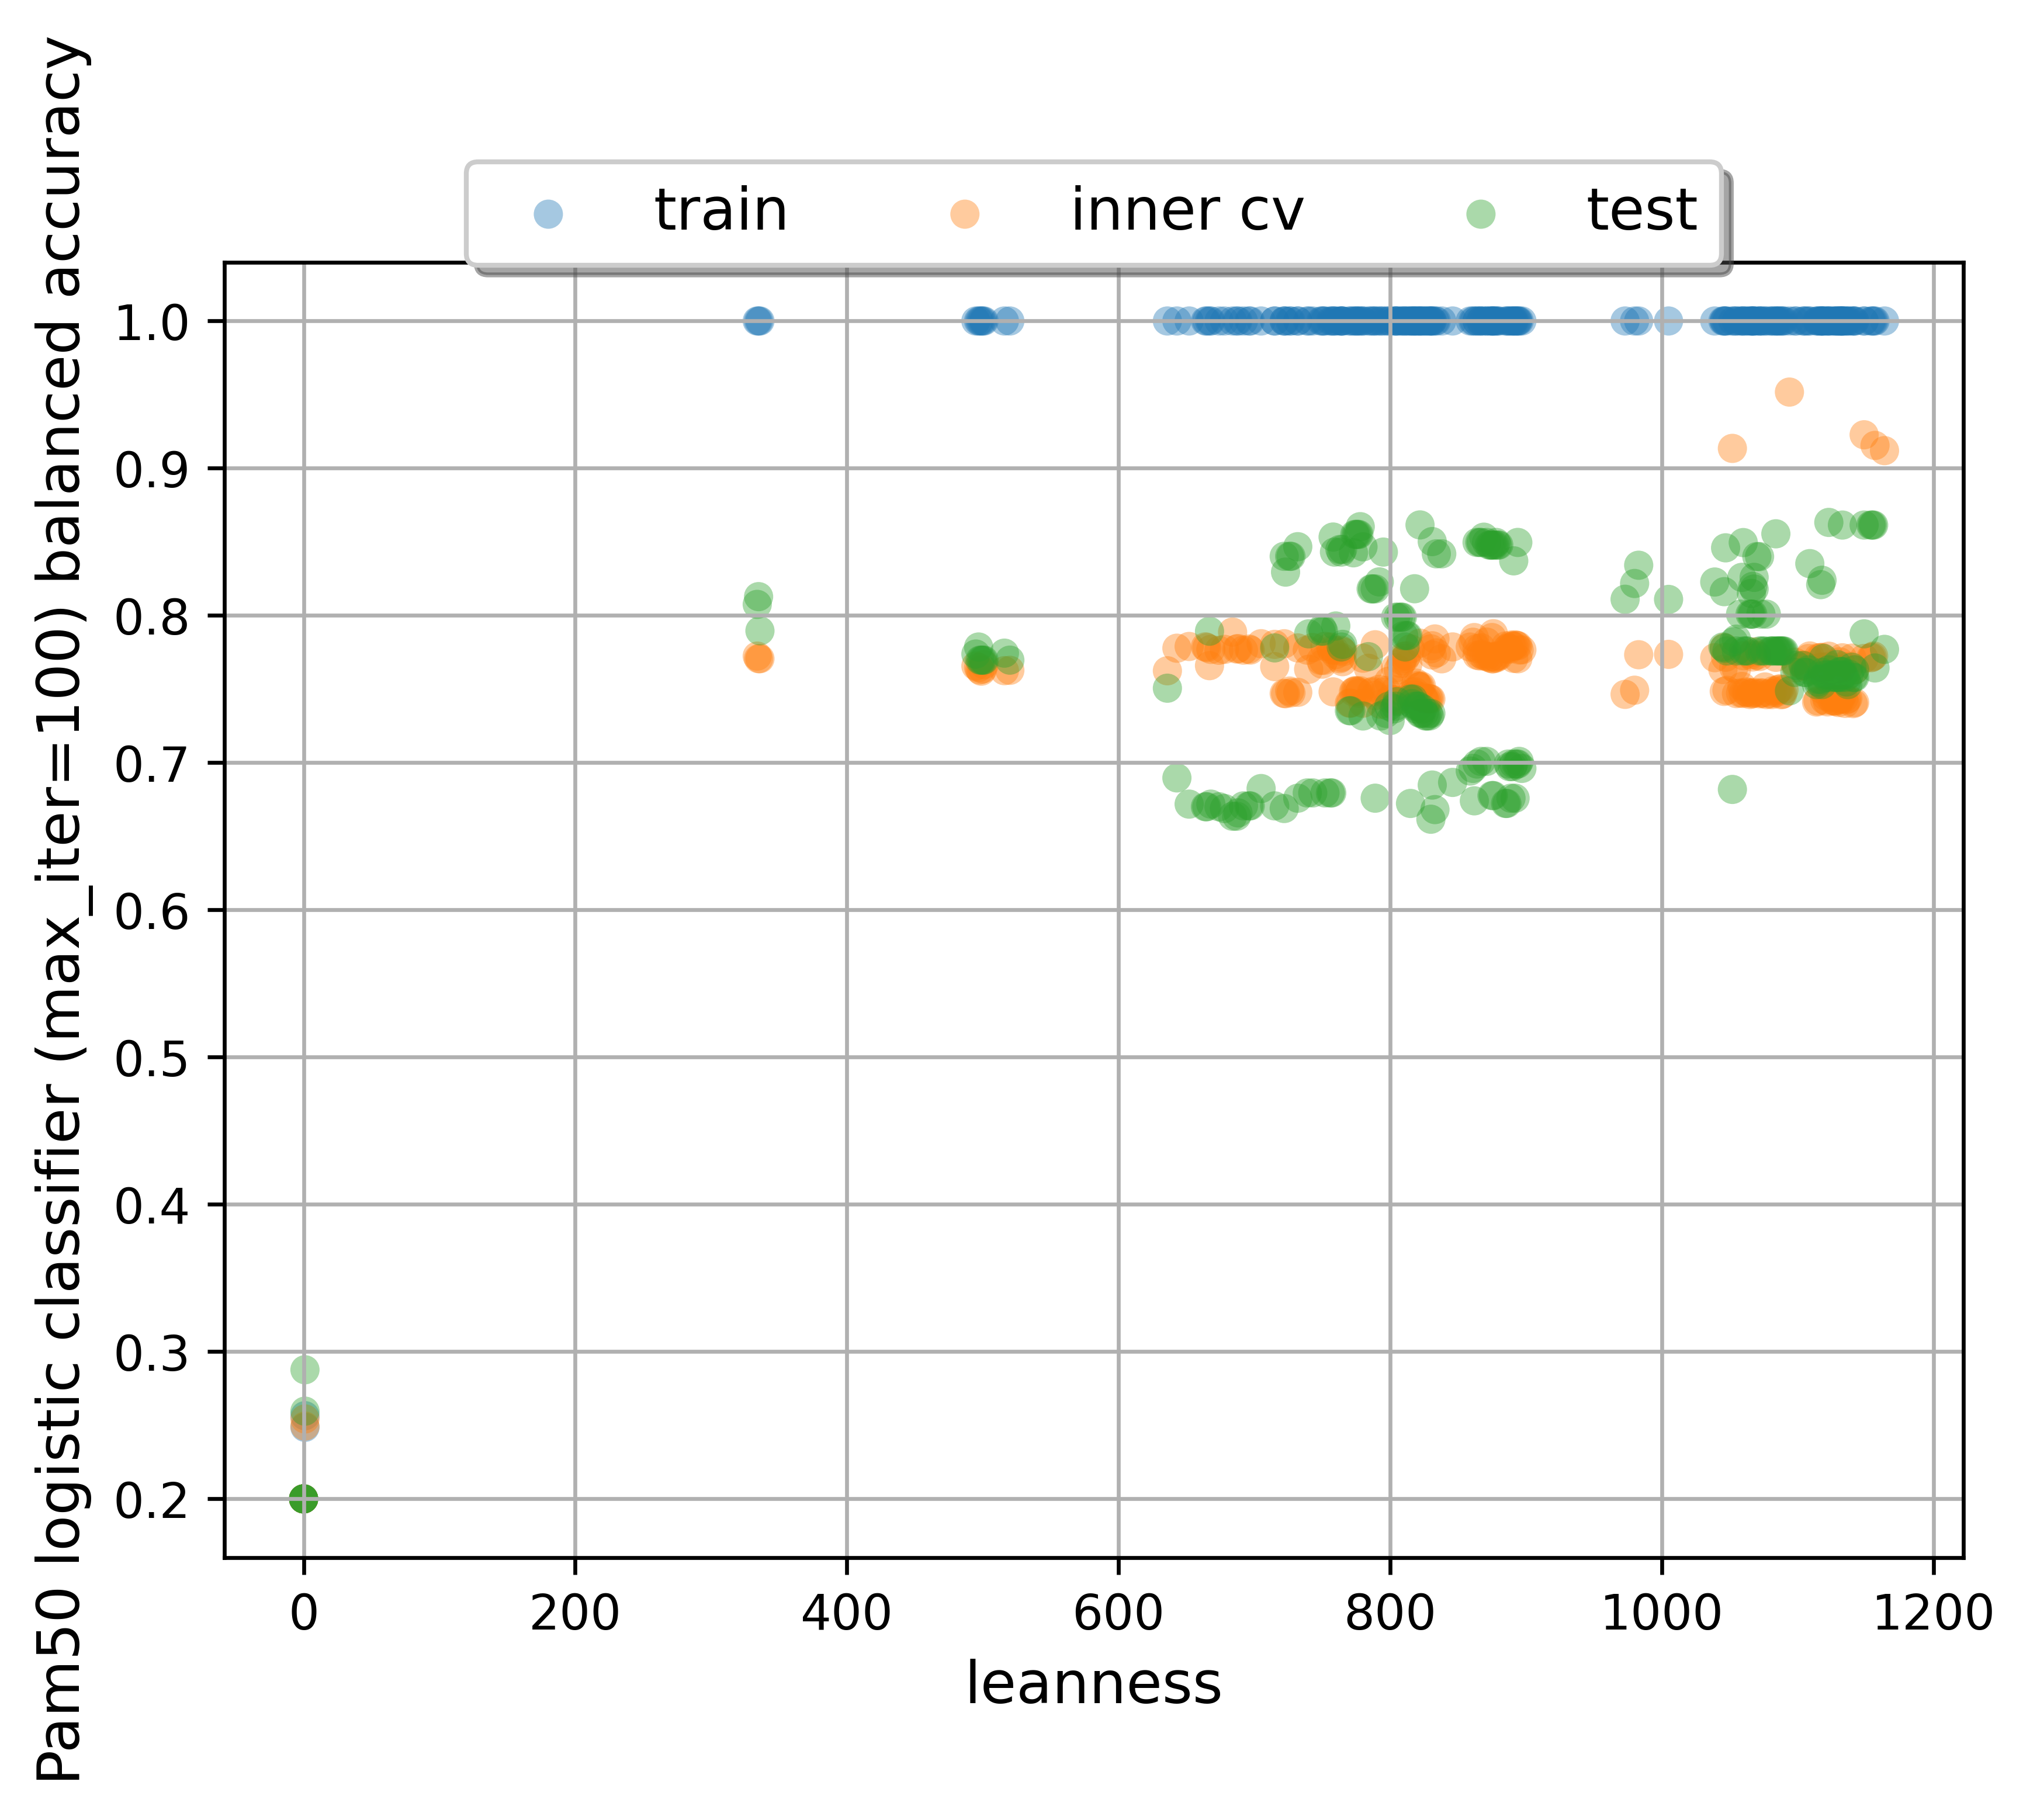 Pam50 logistic classifier (max_iter=100) balanced accuracy
train inner cv test
1.0
0.9
0.8
0.7
0.6
0.5
0.4
0.3
0.2
0 200 400 600 800 1000 1200
leanness